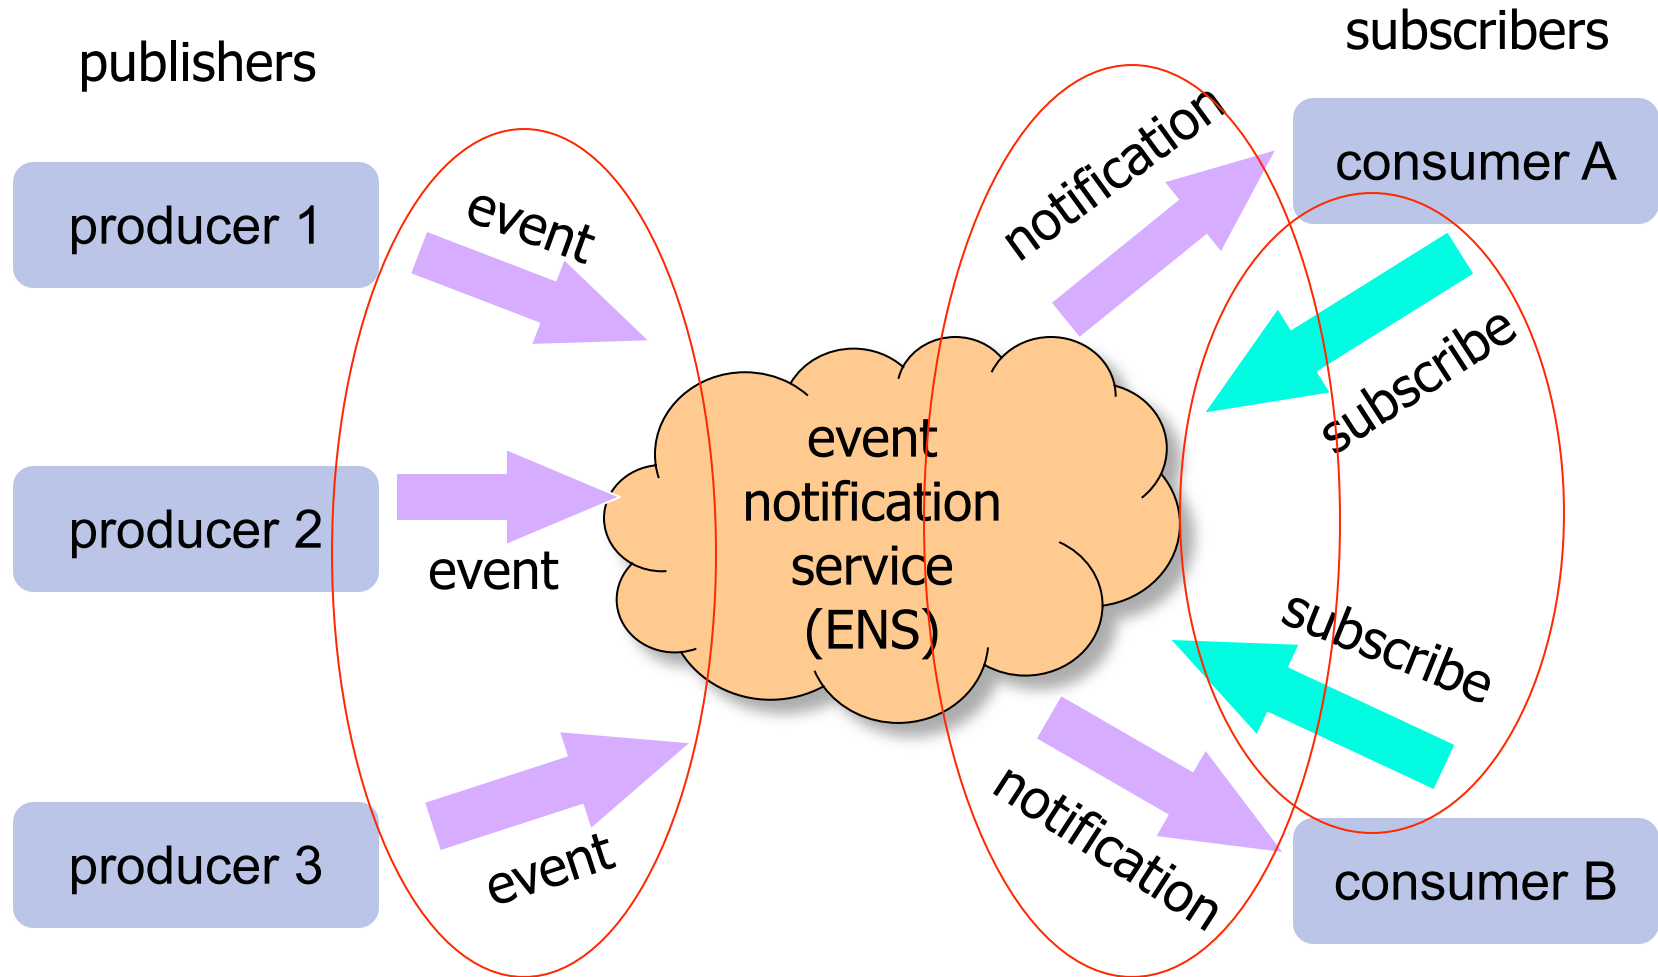 publishers
subscribers
producer 1
event
notification
consumer A
subscribe
producer 2
event
event
notification
service
(ENS)
subscribe
producer 3
event
notification
consumer B